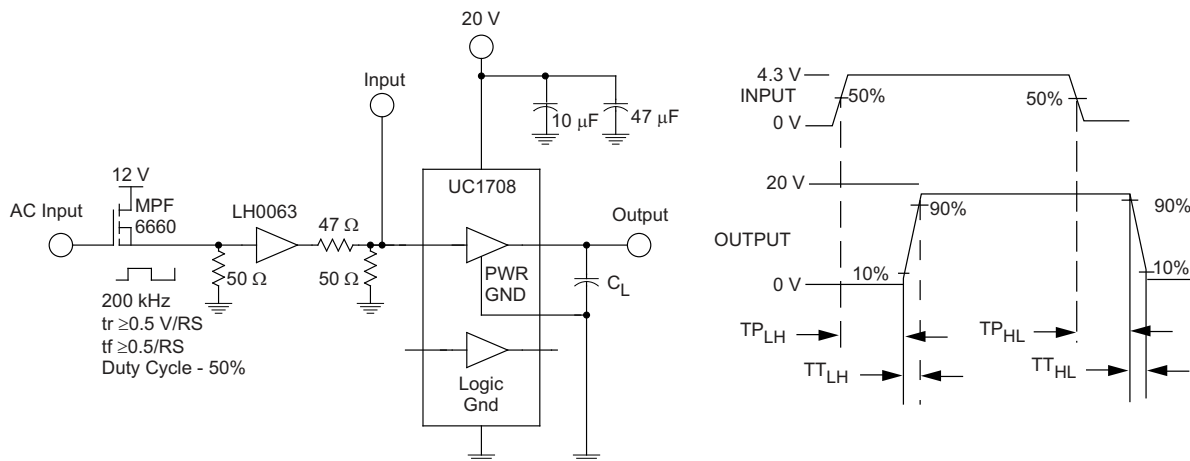 20 V
Input
10 μF
47 μF
UC1708
12 V
MPF
6660
AC Input
LH0063
47 Ω
Output
50 Ω
50 Ω
PWR
GND
C_L
200 kHz
tr ≥0.5 V/RS
tf ≥0.5/RS
Duty Cycle - 50%
Logic
Gnd
4.3 V
INPUT
0 V
50%
50%
20 V
90%
90%
OUTPUT
10%
10%
0 V
TP_LH
TP_HL
TT_LH
TT_HL